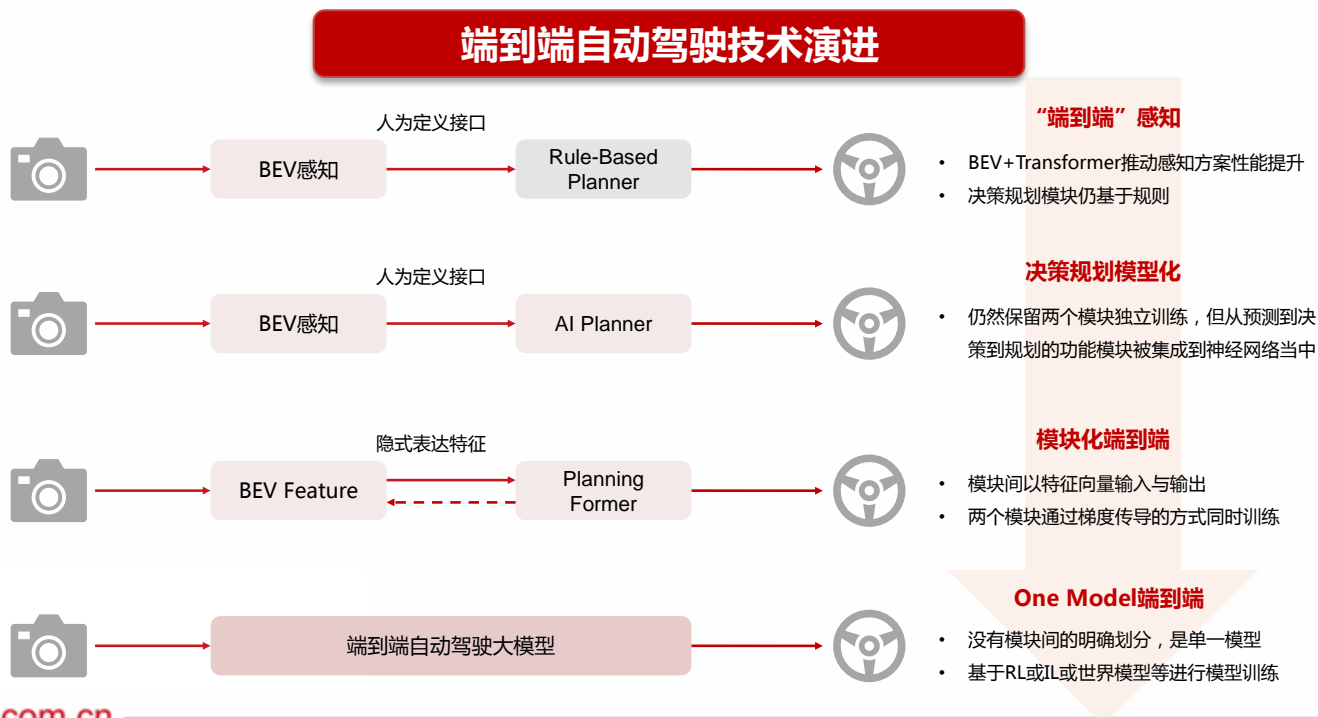 端到端自动驾驶技术演进
人为定义接口
BEV感知
Rule-Based
Planner
“端到端”感知
• BEV+Transformer推动感知方案性能提升
• 决策规划模块仍基于规则
人为定义接口
BEV感知
AI Planner
决策规划模型化
• 仍然保留两个模块独立训练，但从预测到决
策到规划的功能模块被集成到神经网络当中
隐式表达特征
BEV Feature
Planning
Former
模块化端到端
• 模块间以特征向量输入与输出
• 两个模块通过梯度传导的方式同时训练
端到端自动驾驶大模型
One Model端到端
• 没有模块间的明确划分，是单一模型
• 基于RL或IL或世界模型等进行模型训练
com.cn